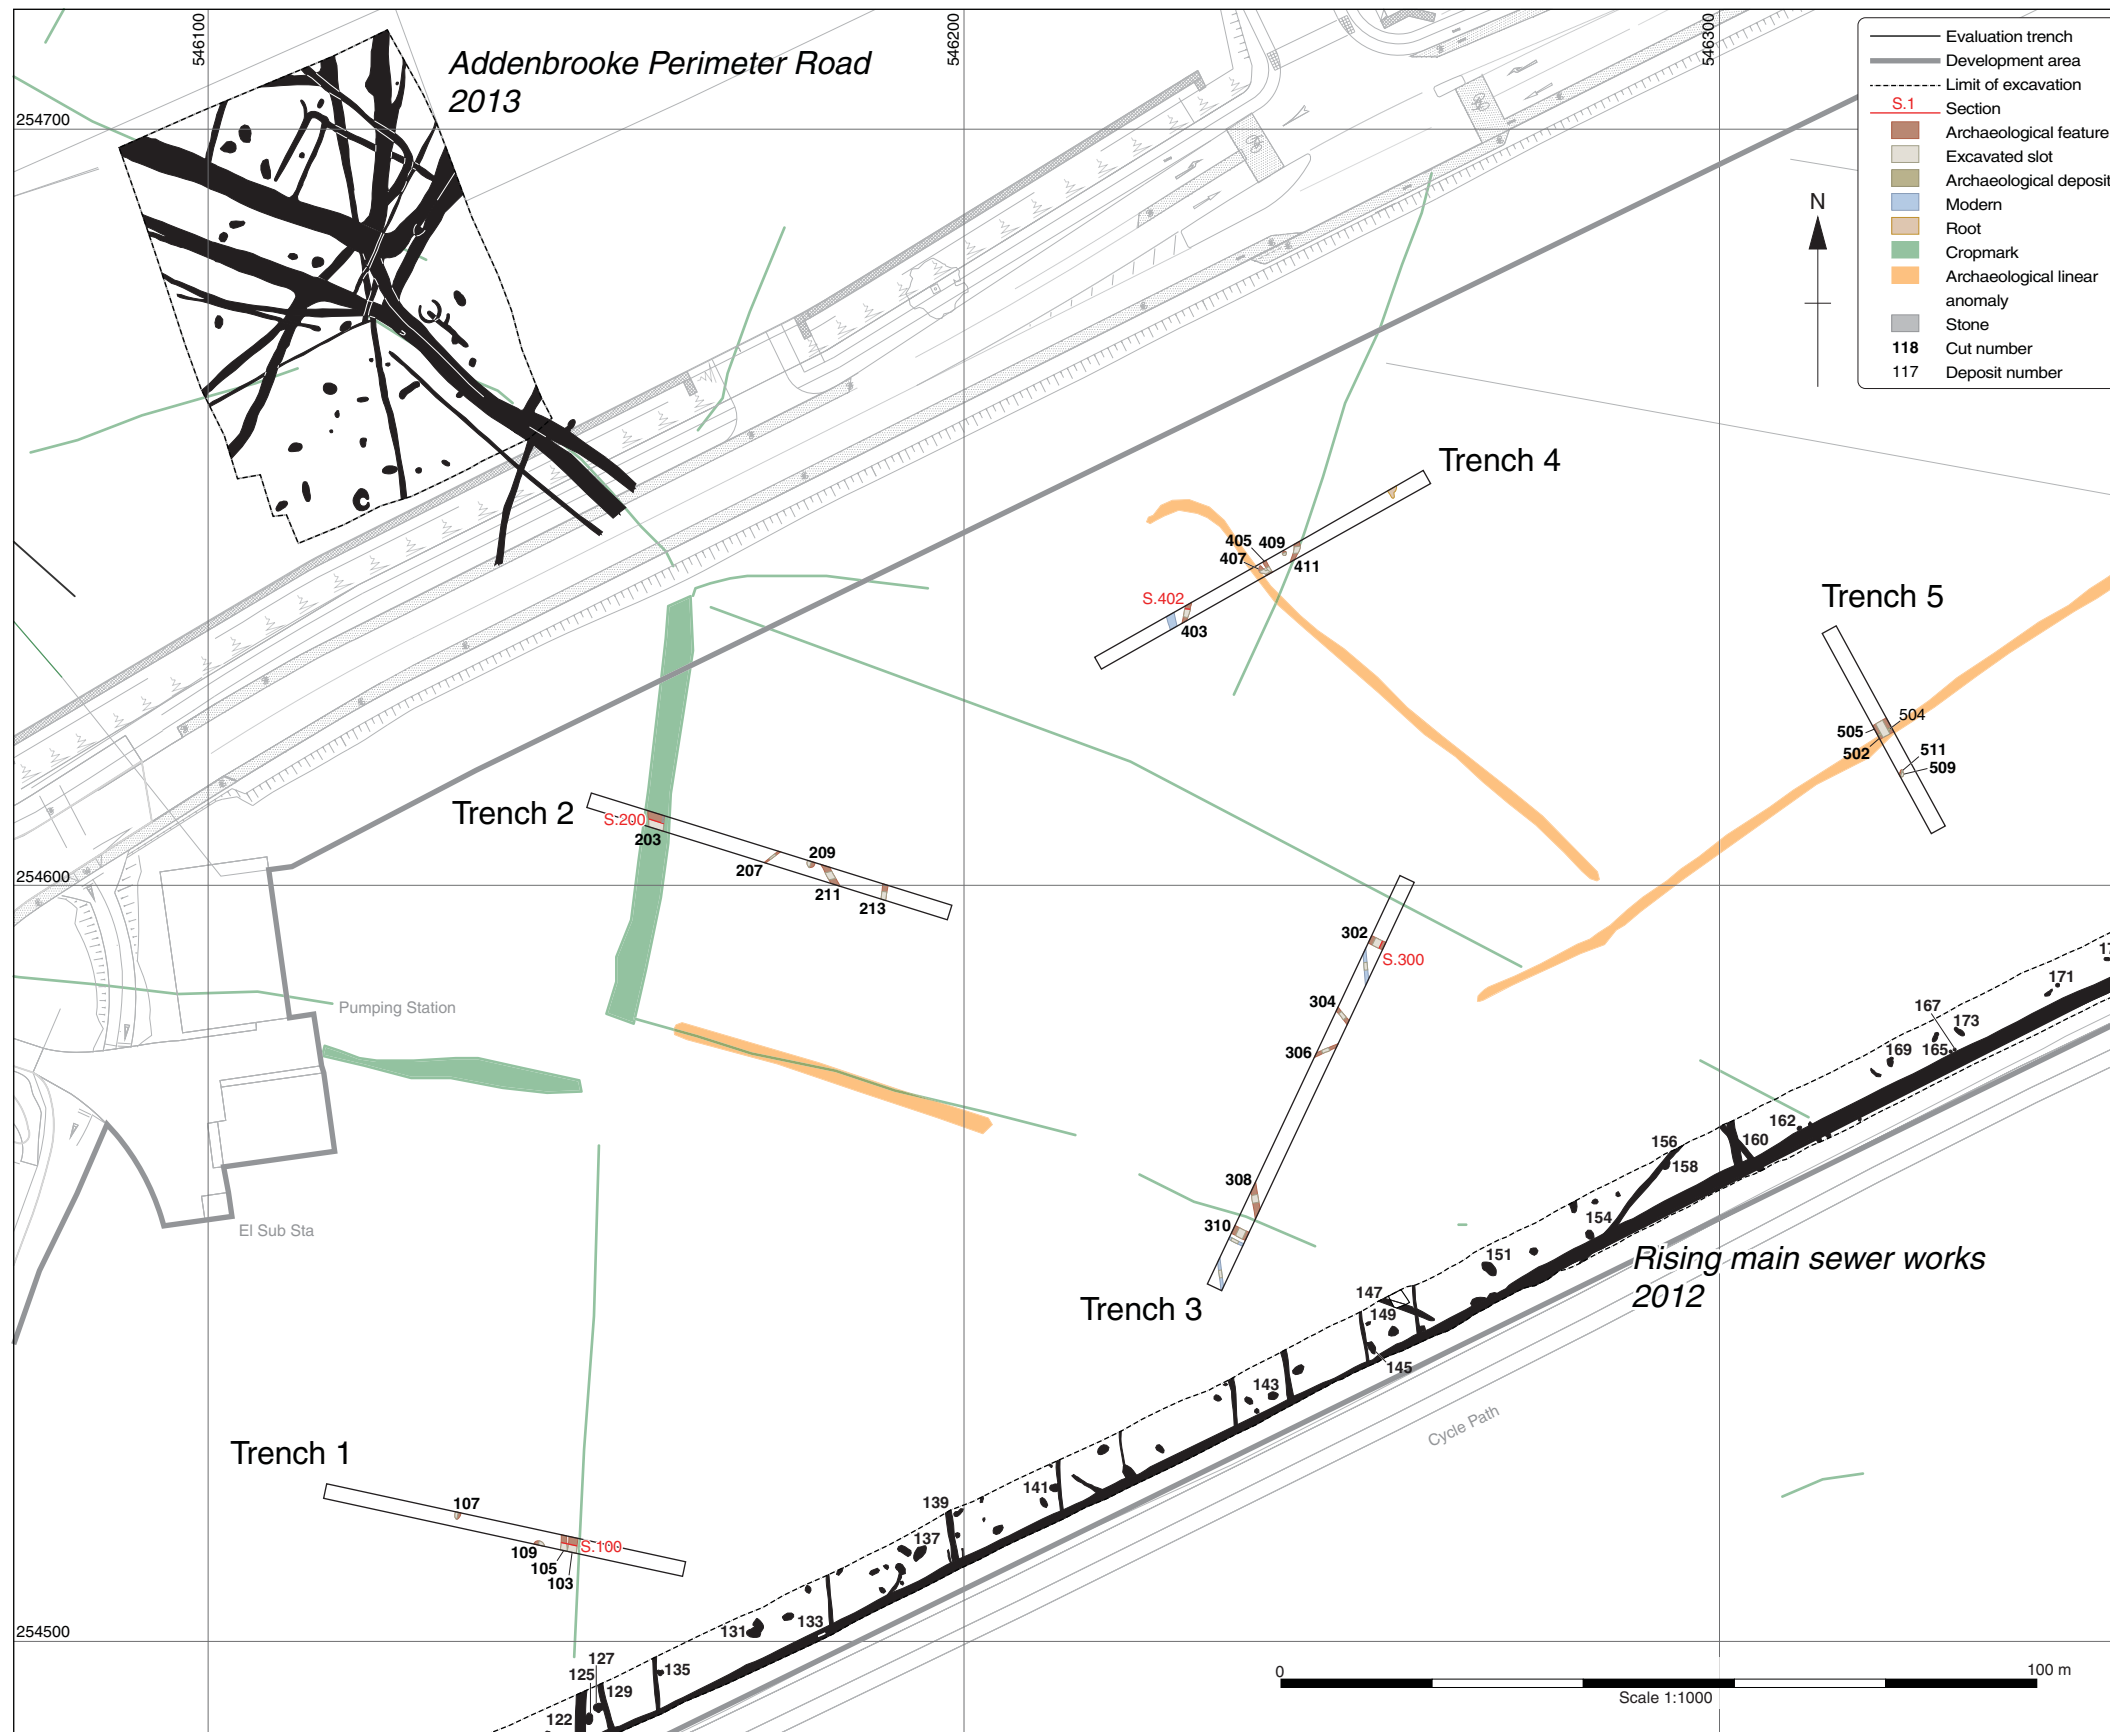 546100
546200
546300
Addenbrooke Perimeter Road
2013
Evaluation trench
Development area
Limit of excavation
S.1
Section
Archaeological feature
Excavated slot
Archaeological deposit
Modern
Root
Cropmark
Archaeological linear
anomaly
Stone
118 Cut number
117 Deposit number
254700
N
Trench 4
405 409
407
411
S.402
403
Trench 5
504
505
502
511
509
Trench 2
S.200
203
209
207
211
213
254600
302
S.300
304
306
308
310
Trench 3
Pumping Station
El Sub Sta
171
167
173
169
165
162
160
156
158
154
151
Rising main sewer works
2012
147
149
145
143
Cycle Path
141
139
137
Trench 1
107
109
S.100
105
103
133
131
254500
127
125
135
129
122
0
100 m
Scale 1:1000